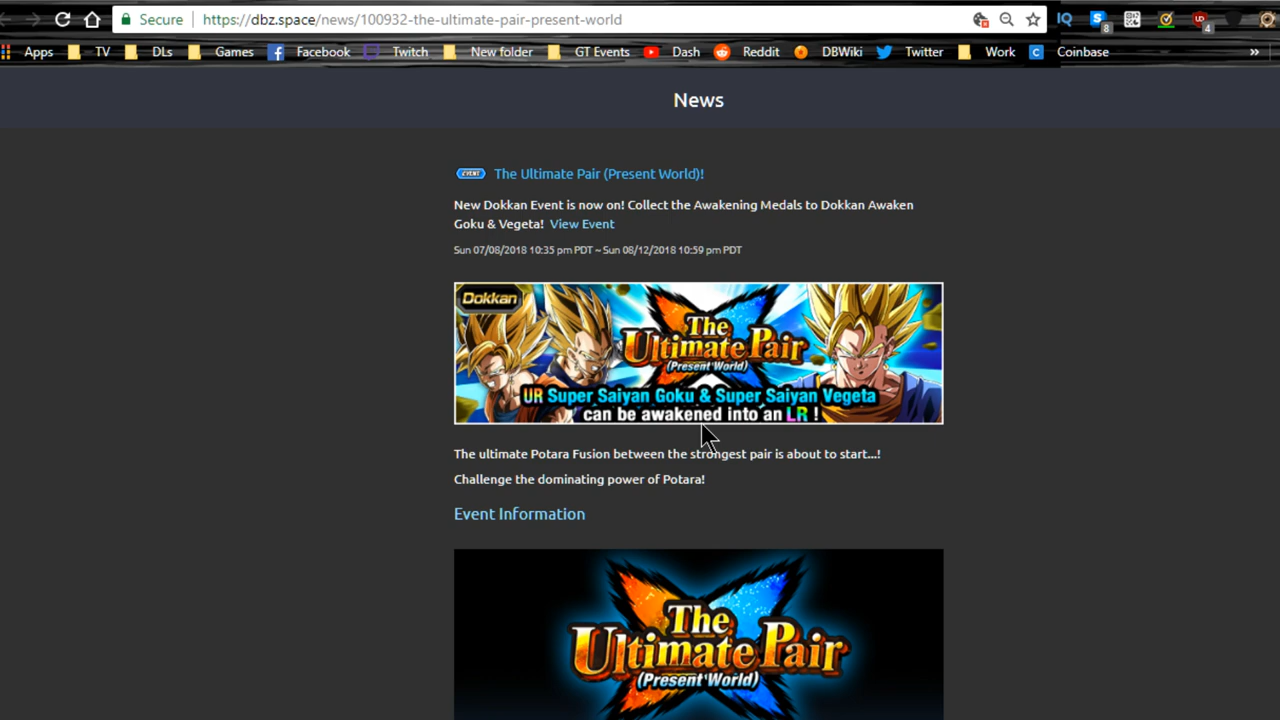 Secure https://dbz.space/news/100932-the-ultimate-pair-present-world IQ S 8 UD 4
Apps TV DLs Games Facebook Twitch New folder GT Events Dash Reddit DBWiki Twitter Work C Coinbase »
News
EVENT The Ultimate Pair (Present World)!
New Dokkan Event is now on! Collect the Awakening Medals to Dokkan Awaken
Goku & Vegeta! View Event
Sun 07/08/2018 10:35 pm PDT ~ Sun 08/12/2018 10:59 pm PDT
Dokkan
The
Ultimate Pair
(Present World)
UR Super Saiyan Goku & Super Saiyan Vegeta
can be awakened into an LR !
The ultimate Potara Fusion between the strongest pair is about to start...!
Challenge the dominating power of Potara!
Event Information
The
Ultimate Pair
(Present World)